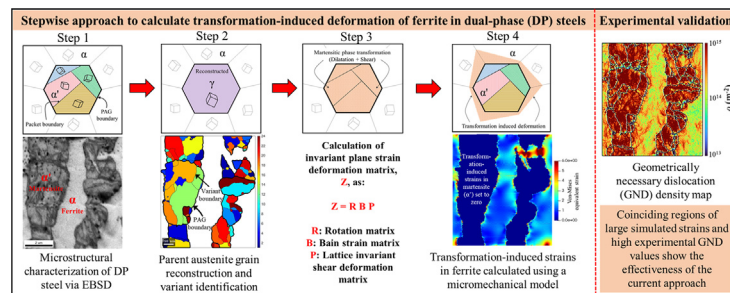 Stepwise approach to calculate transformation-induced deformation of ferrite in dual-phase (DP) steels
Experimental validation
Step 1
α
α'
Packet boundary
PAG boundary
α
Ferrite
Microstructural
characterization of DP
steel via EBSD
Step 2
α
Reconstructed
γ
Variant
boundary
PAG
boundary
Parent austenite grain
reconstruction and
variant identification
Step 3
Martensitic phase transformation
(Dilatation + Shear)
Calculation of
invariant plane strain
deformation matrix,
Z, as:
Z = R B P
R: Rotation matrix
B: Bain strain matrix
P: Lattice invariant
shear deformation
matrix
Step 4
α
α'
Transformation induced deformation
Transform-
ation-
induced
strains in
martensite
(α') set to
zero
Von Mises
equivalent strain
Transformation-induced strains
in ferrite calculated using a
micromechanical model
10¹⁵
10¹⁴
10¹³
ρ (m⁻²)
Geometrically
necessary dislocation
(GND) density map
Coinciding regions of
large simulated strains and
high experimental GND
values show the
effectiveness of the
current approach